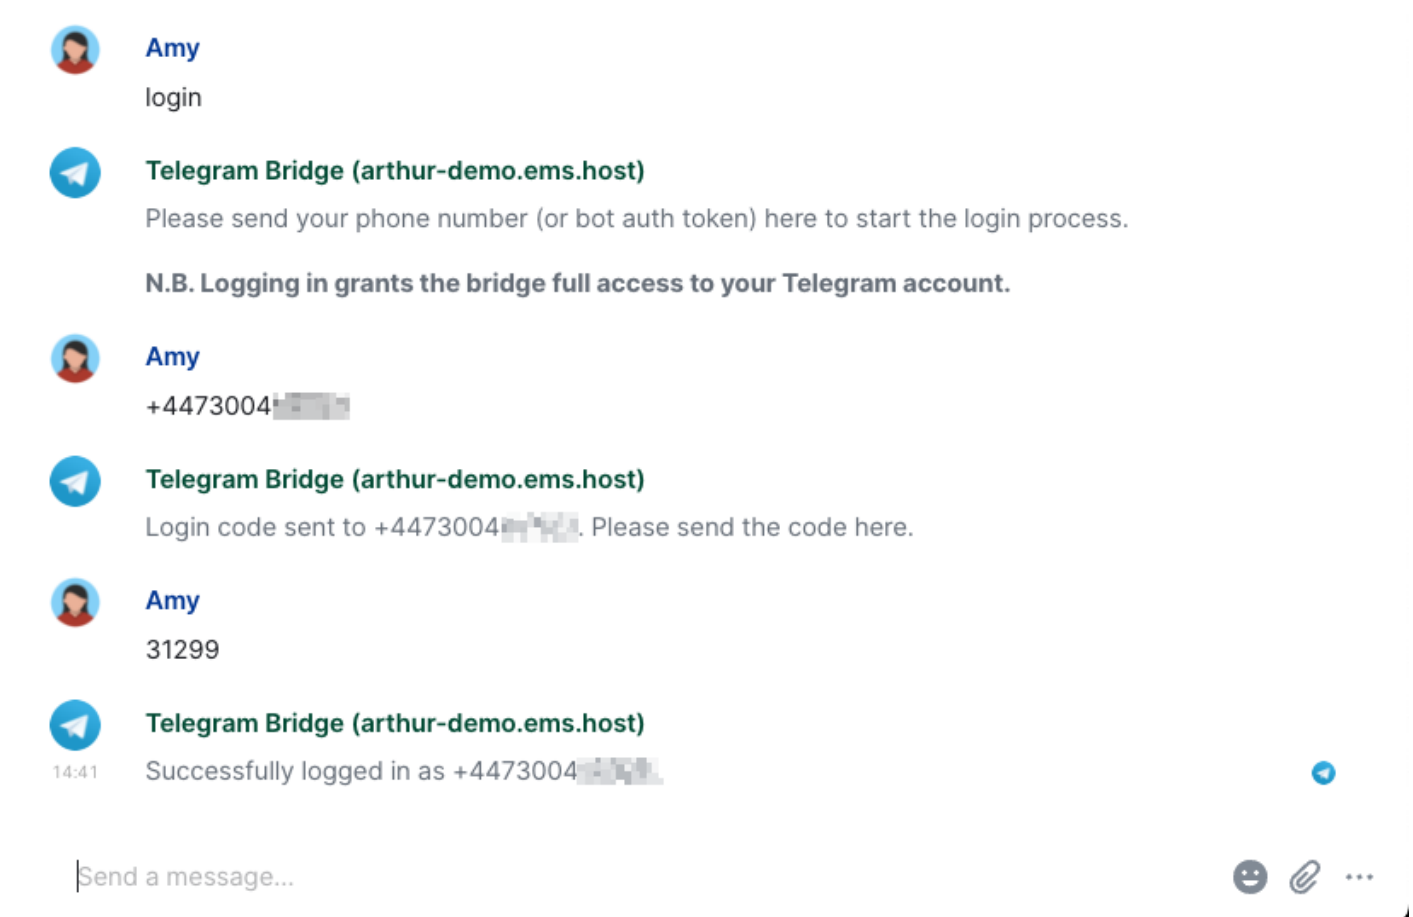 Amy
login
Telegram Bridge (arthur-demo.ems.host)
Please send your phone number (or bot auth token) here to start the login process.
N.B. Logging in grants the bridge full access to your Telegram account.
Amy
+4473004
Telegram Bridge (arthur-demo.ems.host)
Login code sent to +4473004 . Please send the code here.
Amy
31299
Telegram Bridge (arthur-demo.ems.host)
14:41 Successfully logged in as +4473004
Send a message...